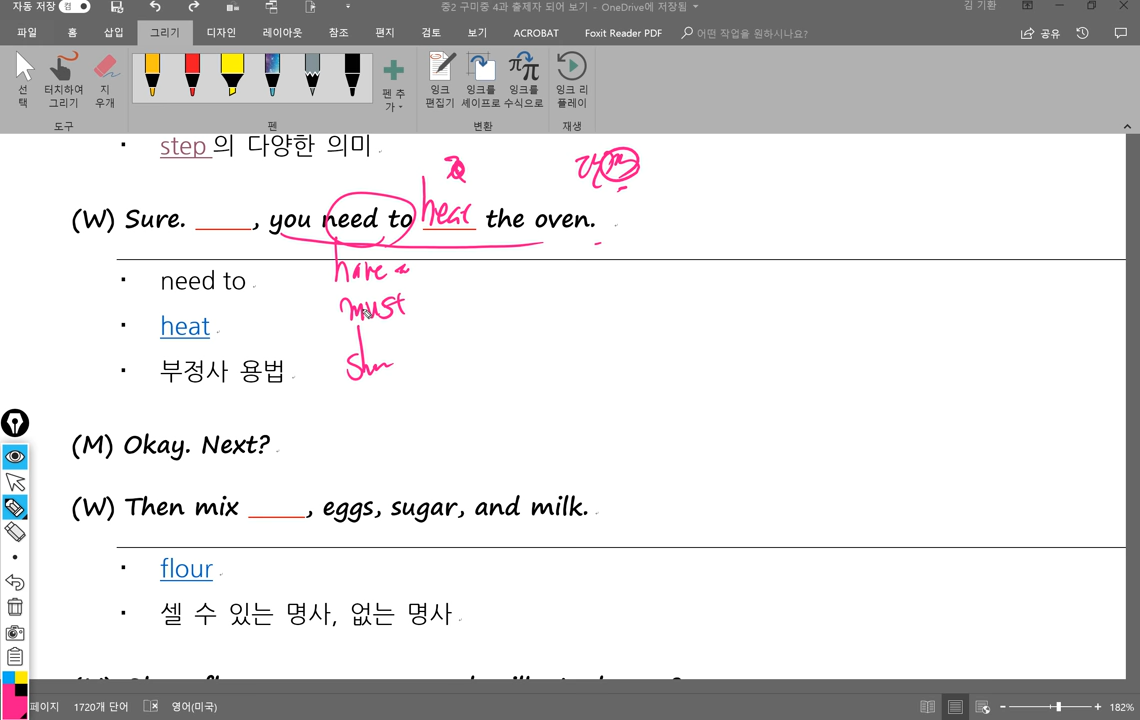 자동 저장 켬 중2 구미중 4과 출제자 되어 보기 - OneDrive에 저장됨 김 기환
파일 홈 삽입 그리기 디자인 레이아웃 참조 편지 검토 보기 ACROBAT Foxit Reader PDF 어떤 작업을 원하시나요? 공유
선택 터치하여 그리기 지우개 펜 추가 잉크 편집기 잉크를 셰이프로 잉크를 수식으로 잉크 리플레이
도구 펜 변환 재생
· step 의 다양한 의미
(W) Sure. _____, you need to heat the oven.
have
· need to
must
· heat
· 부정사 용법
(M) Okay. Next?
(W) Then mix _____, eggs, sugar, and milk.
· flour
· 셀 수 있는 명사, 없는 명사
페이지 1720개 단어 영어(미국) 182%